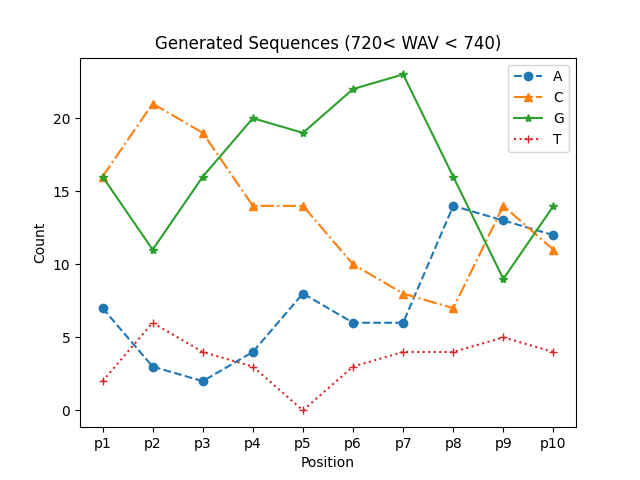 Generated Sequences (720< WAV < 740)
A
C
G
T
20
15
10
5
0
Count
p1 p2 p3 p4 p5 p6 p7 p8 p9 p10
Position